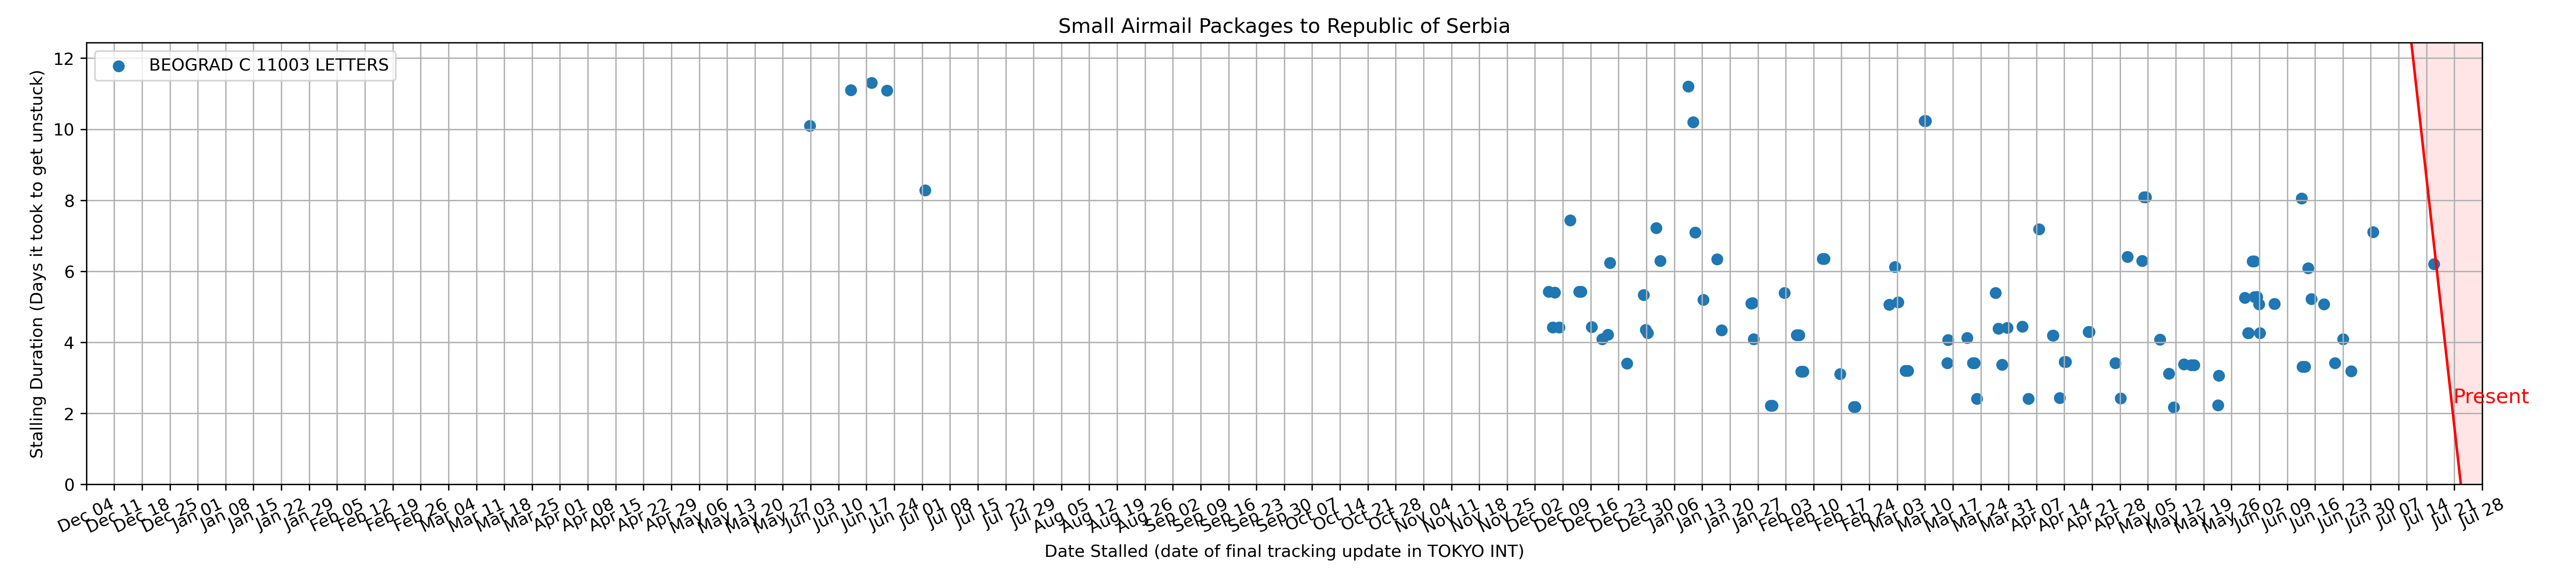 Small Airmail Packages to Republic of Serbia
BEOGRAD C 11003 LETTERS
Stalling Duration (Days it took to get unstuck)
12
10
8
6
4
2
0
Present
Dec 04 Dec 11 Dec 18 Dec 25 Jan 01 Jan 08 Jan 15 Jan 22 Jan 29 Feb 05 Feb 12 Feb 19 Feb 26 Mar 04 Mar 11 Mar 18 Mar 25 Apr 01 Apr 08 Apr 15 Apr 22 Apr 29 May 06 May 13 May 20 May 27 Jun 03 Jun 10 Jun 17 Jun 24 Jul 01 Jul 08 Jul 15 Jul 22 Jul 29 Aug 05 Aug 12 Aug 19 Aug 26 Sep 02 Sep 09 Sep 16 Sep 23 Sep 30 Oct 07 Oct 14 Oct 21 Oct 28 Nov 04 Nov 11 Nov 18 Nov 25 Dec 02 Dec 09 Dec 16 Dec 23 Dec 30 Jan 06 Jan 13 Jan 20 Jan 27 Feb 03 Feb 10 Feb 17 Feb 24 Mar 03 Mar 10 Mar 17 Mar 24 Mar 31 Apr 07 Apr 14 Apr 21 Apr 28 May 05 May 12 May 19 May 26 Jun 02 Jun 09 Jun 16 Jun 23 Jun 30 Jul 07 Jul 14 Jul 21 Jul 28
Date Stalled (date of final tracking update in TOKYO INT)